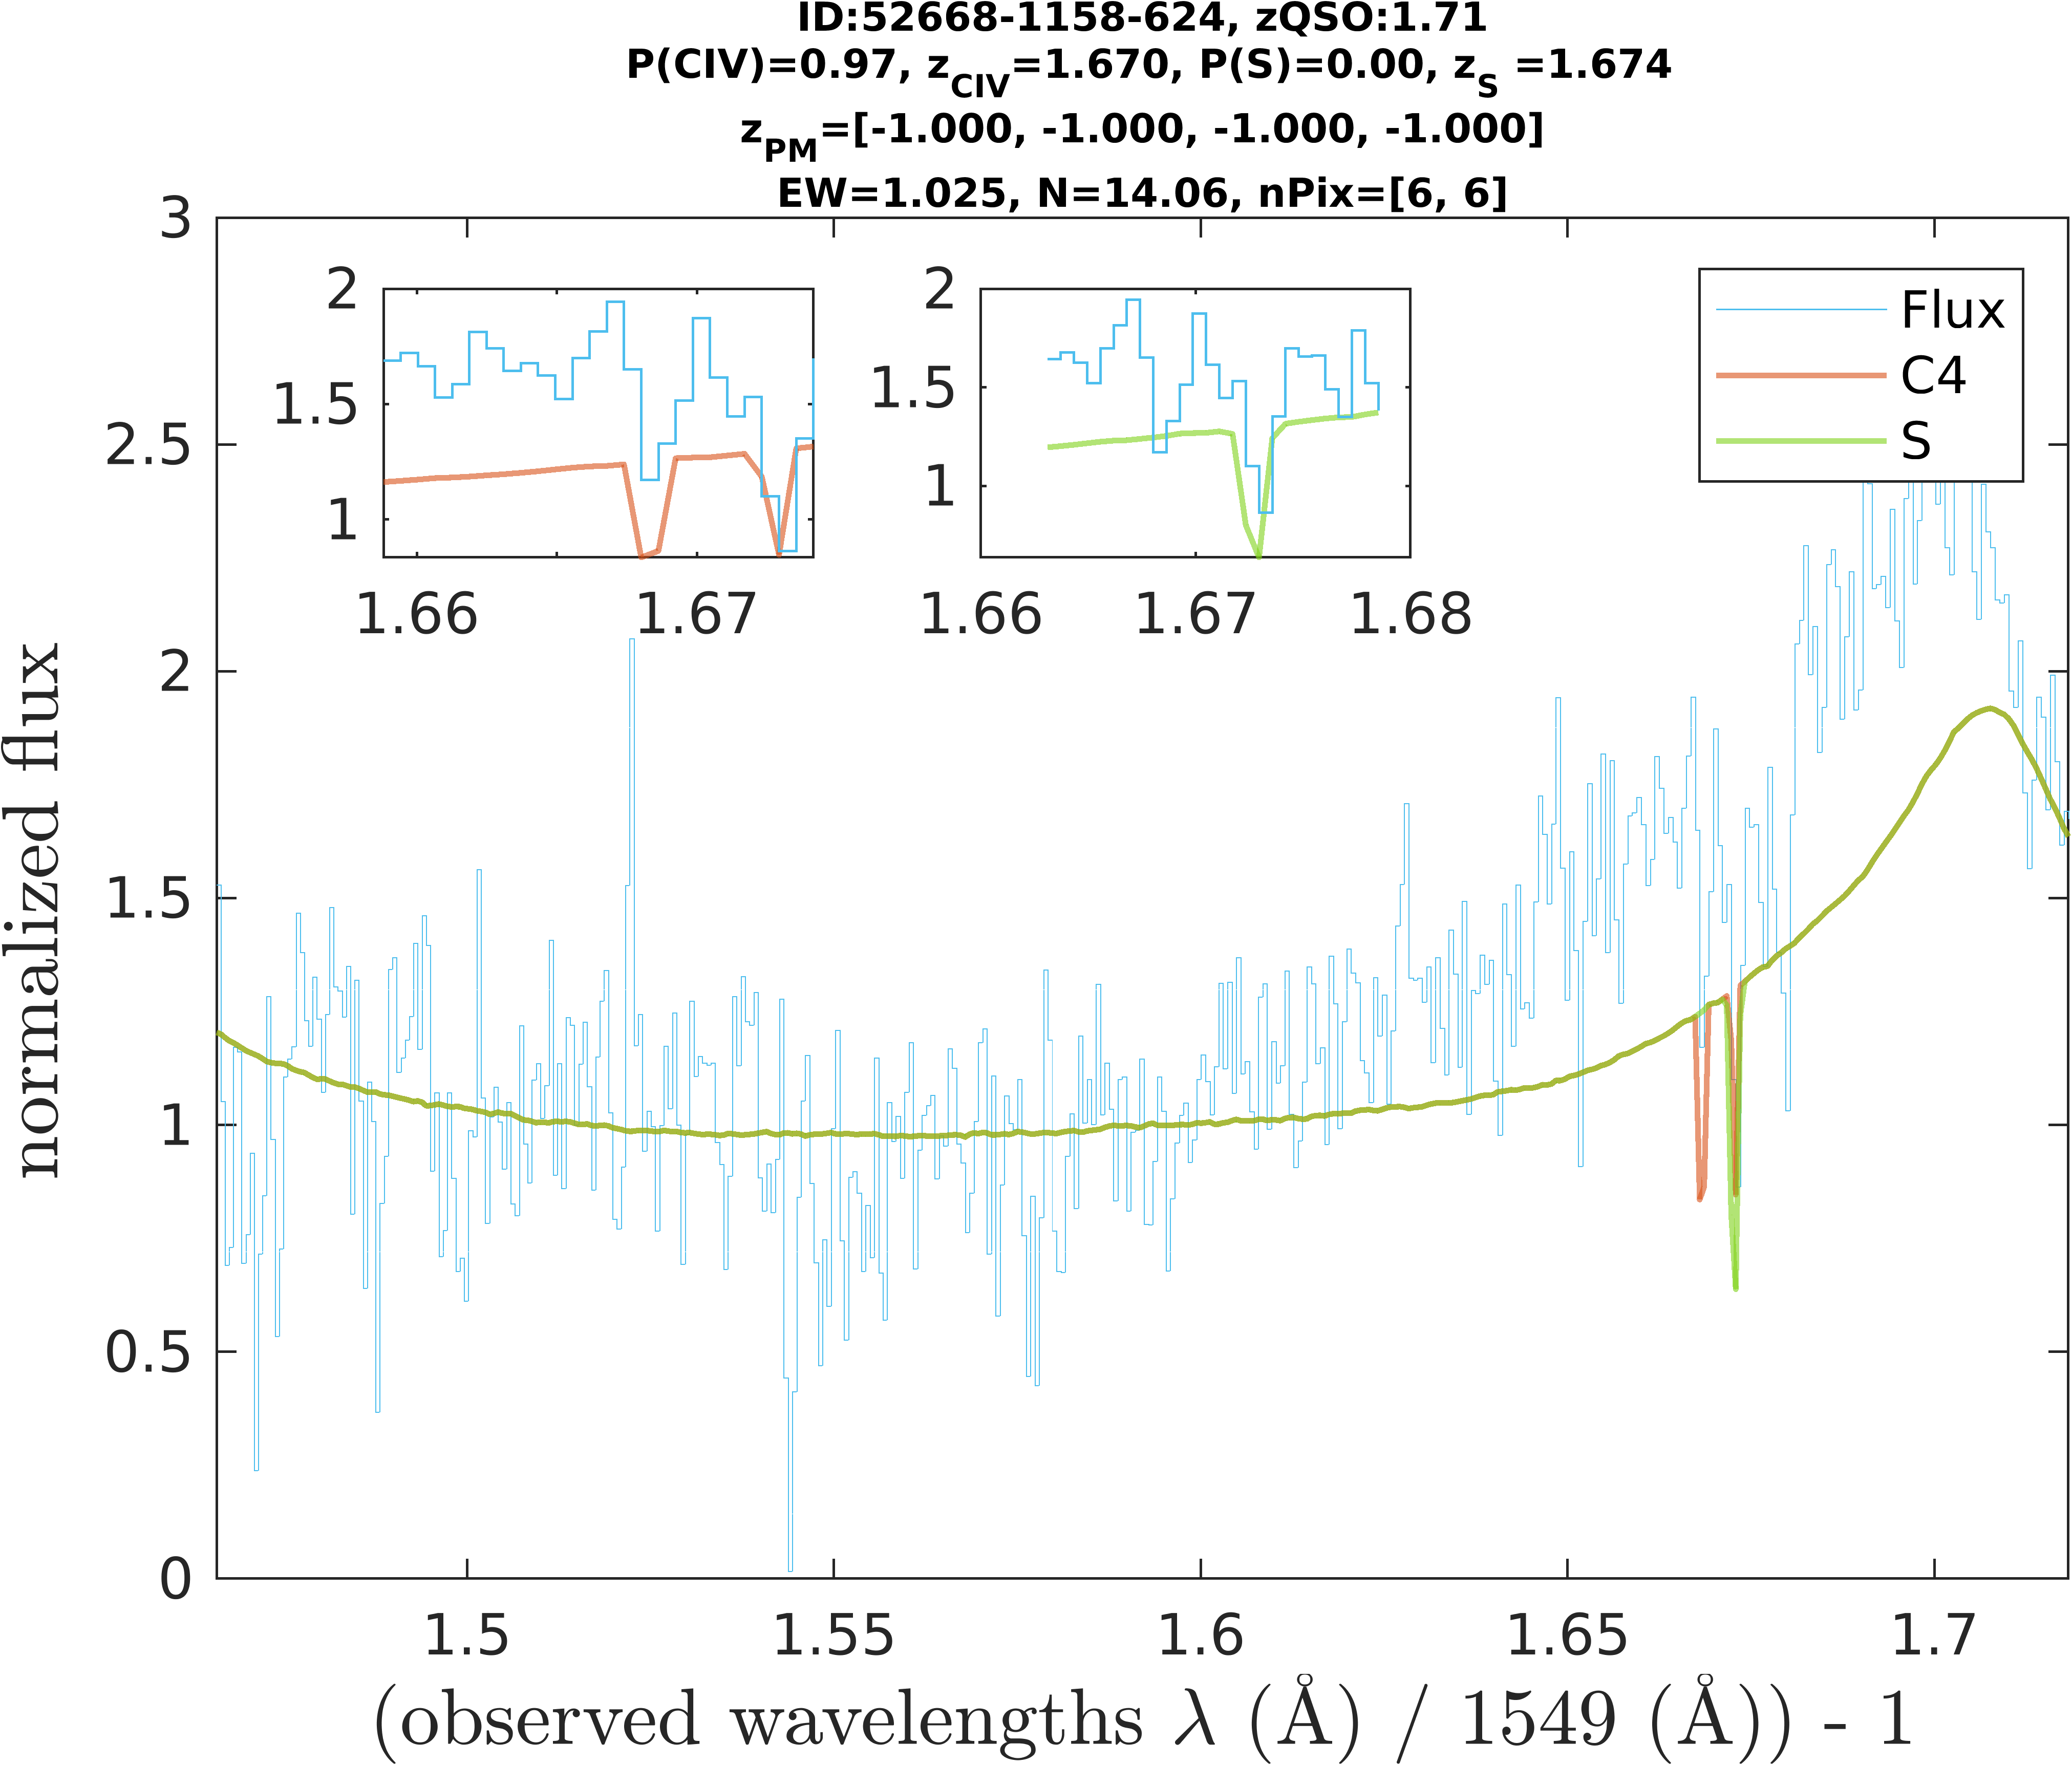 ID:52668-1158-624, zQSO:1.71
P(CIV)=0.97, zCIV=1.670, P(S)=0.00, zS =1.674
zPM=[-1.000, -1.000, -1.000, -1.000]
EW=1.025, N=14.06, nPix=[6, 6]
3
2.5
2
1.5
1
0.5
0
normalized flux
2
1.5
1
1.66
1.67
2
1.5
1
1.66
1.67
1.68
Flux
C4
S
1.5
1.55
1.6
1.65
1.7
(observed wavelengths λ (Å) / 1549 (Å)) - 1